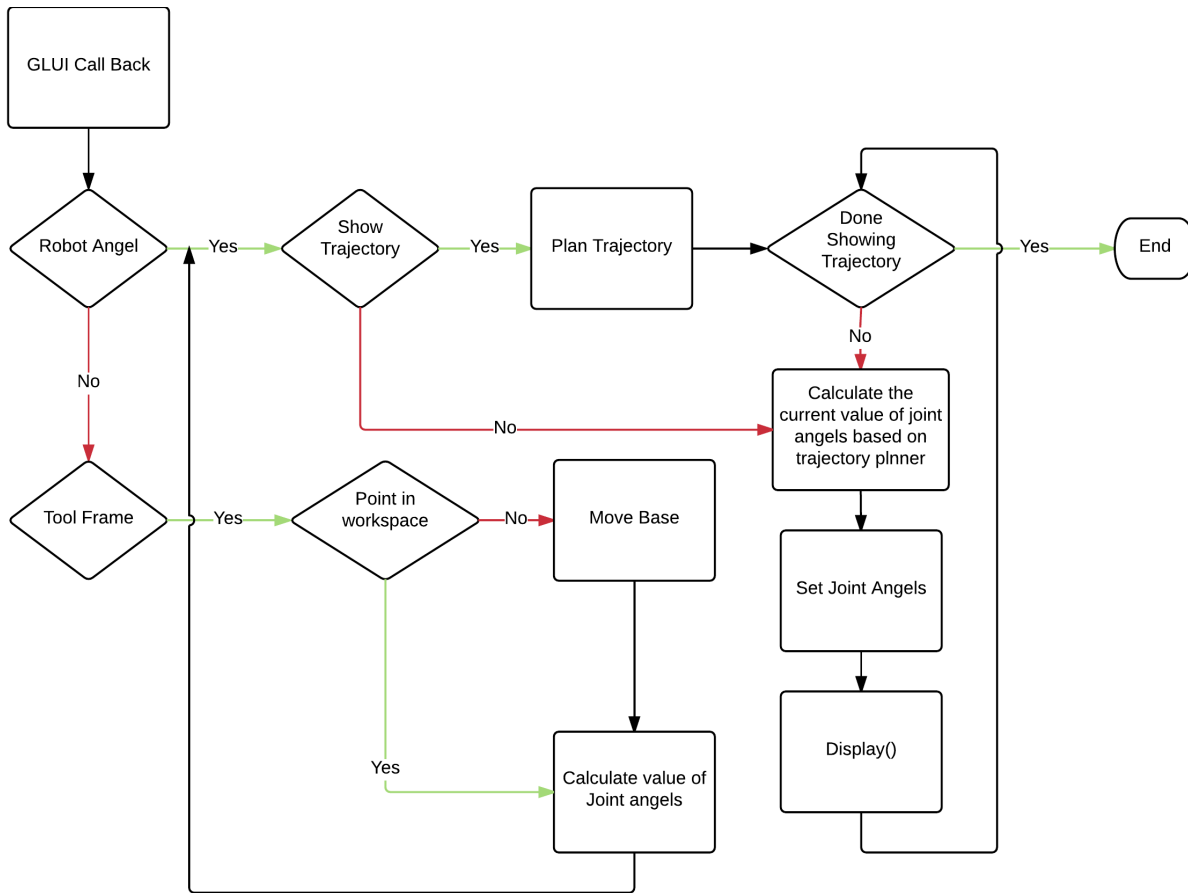 GLUI Call Back
Robot Angel
Yes
Show
Trajectory
Yes
Plan Trajectory
Done
Showing
Trajectory
Yes
End
No
No
Calculate the
current value of joint
angels based on
trajectory plnner
No
Tool Frame
Yes
Point in
workspace
No
Move Base
Set Joint Angels
Yes
Calculate value of
Joint angels
Display()